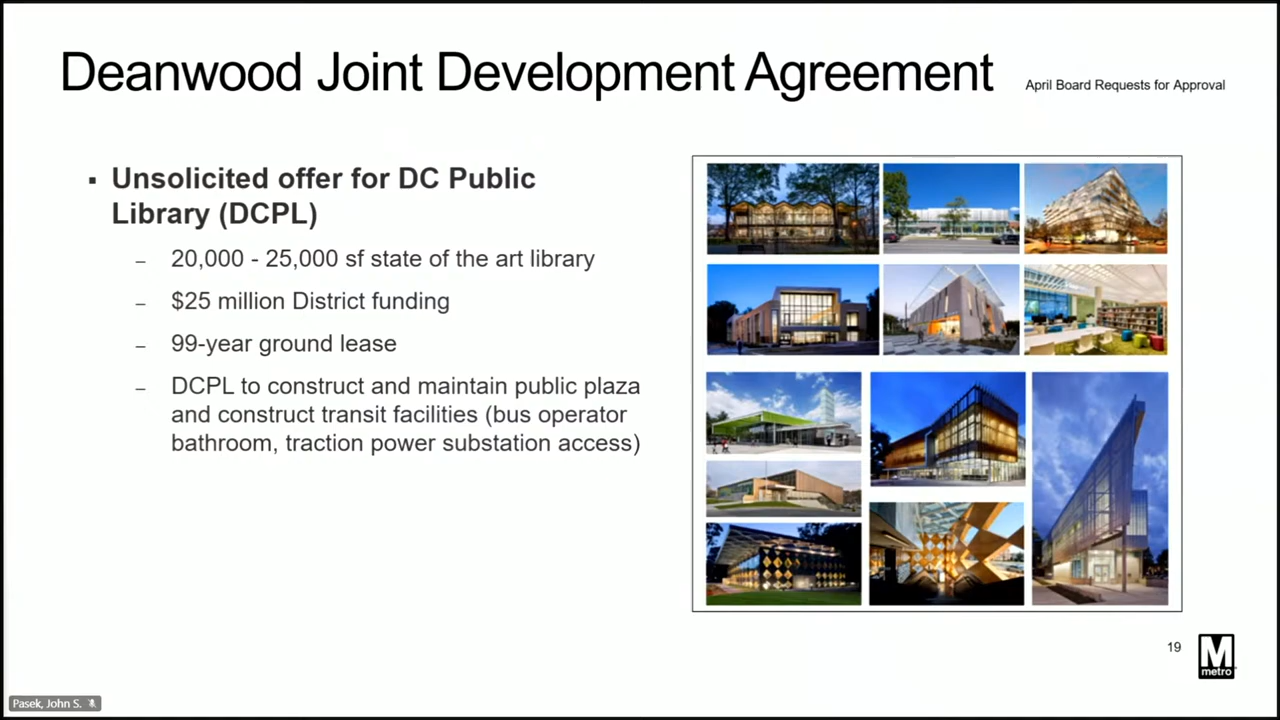 Deanwood Joint Development Agreement
April Board Requests for Approval
▪ Unsolicited offer for DC Public
Library (DCPL)
– 20,000 - 25,000 sf state of the art library
– $25 million District funding
– 99-year ground lease
– DCPL to construct and maintain public plaza
and construct transit facilities (bus operator
bathroom, traction power substation access)
19
M
metro
Pasek, John S.